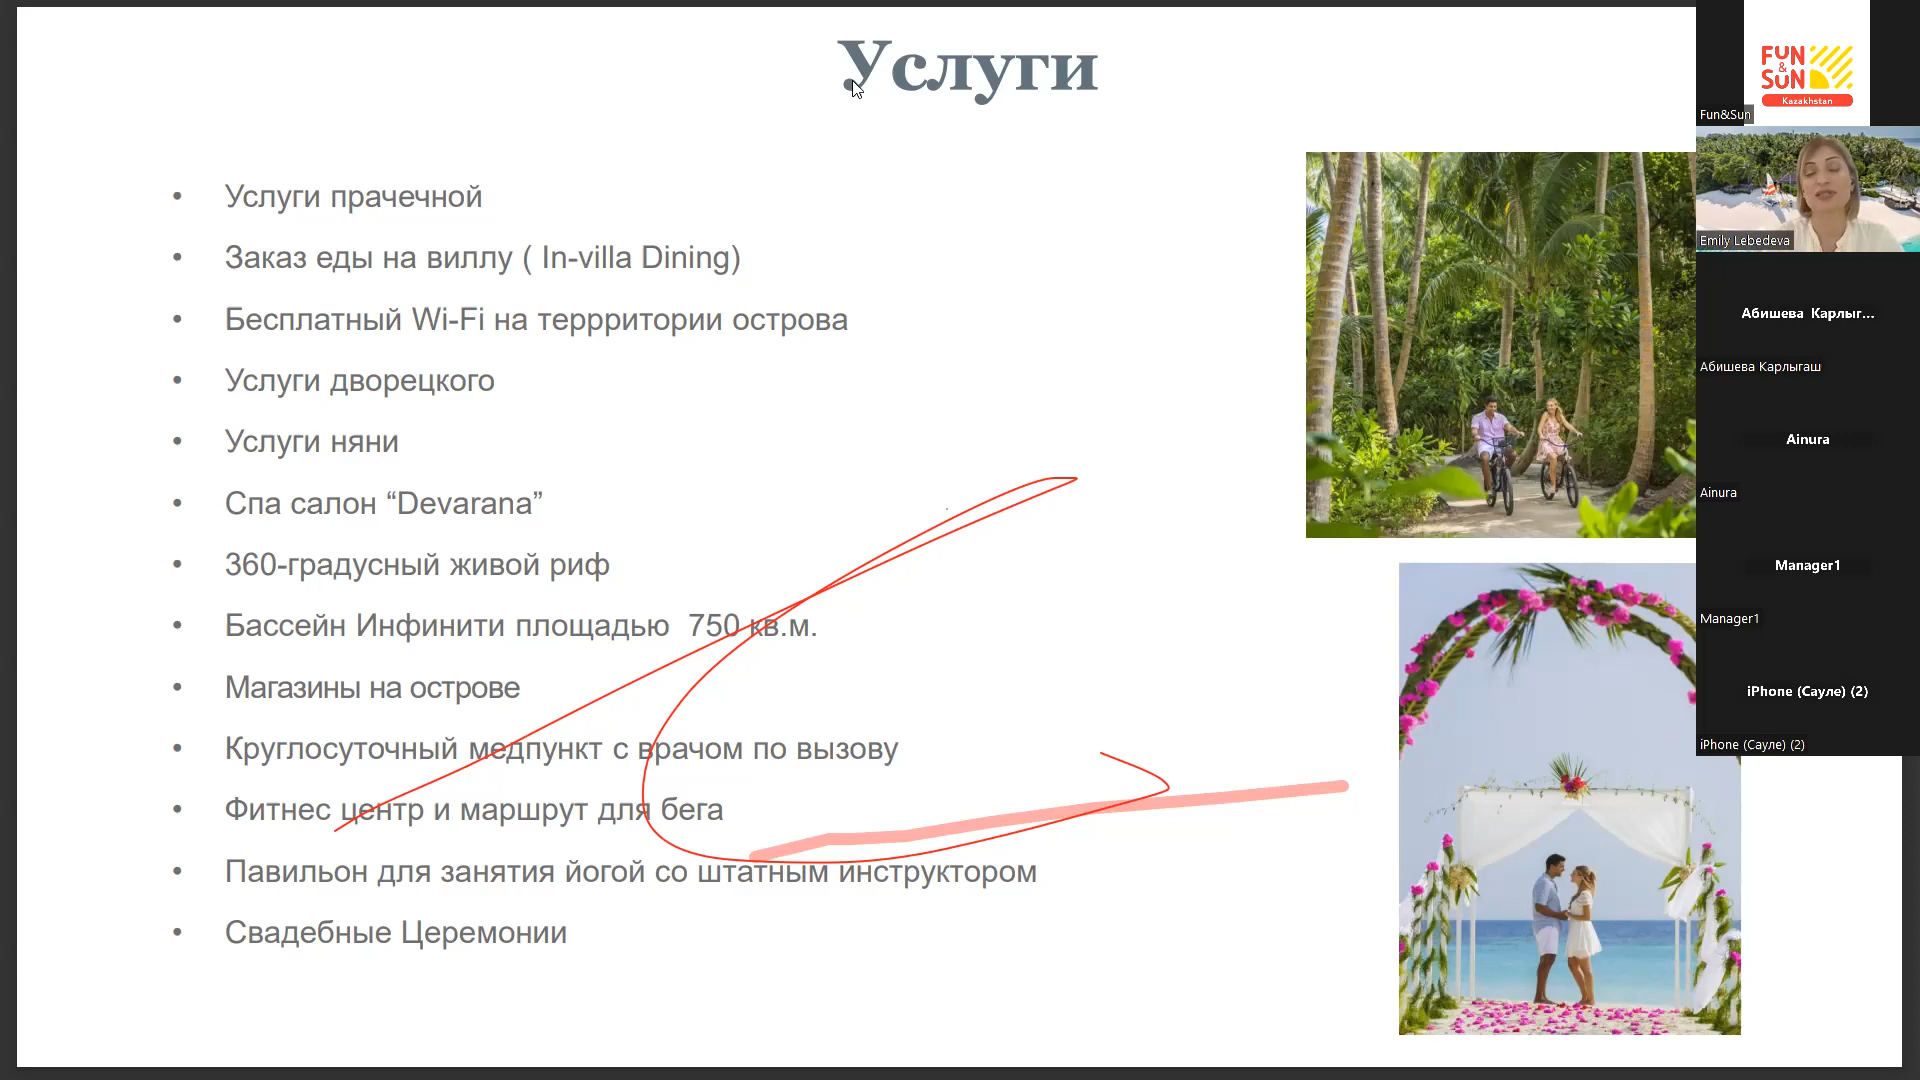 Услуги
• Услуги прачечной
• Заказ еды на виллу ( In-villa Dining)
• Бесплатный Wi-Fi на террритории острова
• Услуги дворецкого
• Услуги няни
• Спа салон “Devarana”
• 360-градусный живой риф
• Бассейн Инфинити площадью 750 кв.м.
• Магазины на острове
• Круглосуточный медпункт с врачом по вызову
• Фитнес центр и маршрут для бега
• Павильон для занятия йогой со штатным инструктором
• Свадебные Церемонии
FUN
&
SUN
Kazakhstan
Fun&Sun
Emily Lebedeva
Абишева Карлыг...
Абишева Карлыгаш
Ainura
Ainura
Manager1
Manager1
iPhone (Сауле) (2)
iPhone (Сауле) (2)